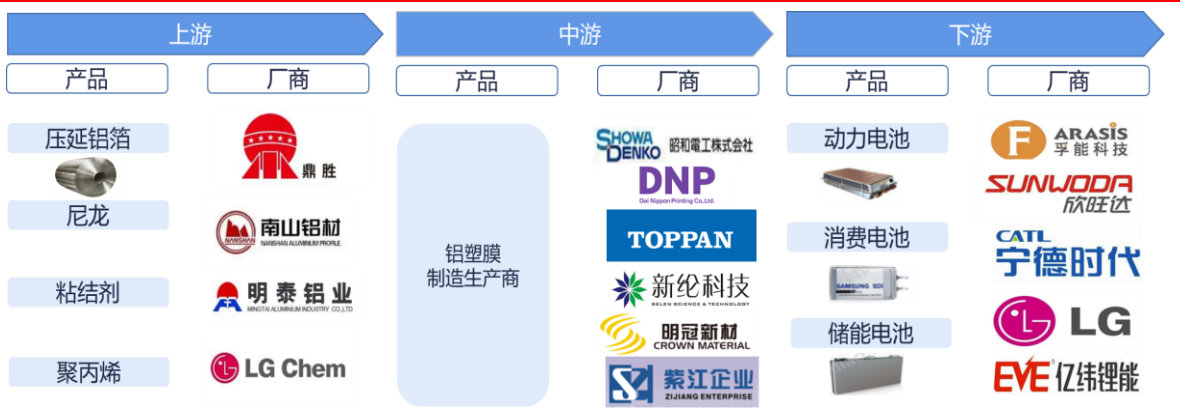 上游
中游
下游
产品
厂商
产品
厂商
产品
厂商
压延铝箔
尼龙
粘结剂
聚丙烯
鼎胜
NANSHAN
南山铝材
NANSHAN ALUMINIUM PROFILE
明泰铝业
MINGTAI ALUMINIUM INDUSTRY CO.,LTD
LG Chem
铝塑膜
制造生产商
SHOWA
DENKO
昭和電工株式会社
DNP
Dai Nippon Printing Co.,Ltd.
TOPPAN
新纶科技
SELEN SCIENCE & TECHNOLOGY
明冠新材
CROWN MATERIAL
紫江企业
ZIJIANG ENTERPRISE
动力电池
消费电池
SAMSUNG SDI
储能电池
F
ARASIS
孚能科技
SUNWODA
欣旺达
CATL
宁德时代
LG
EVE 亿纬锂能